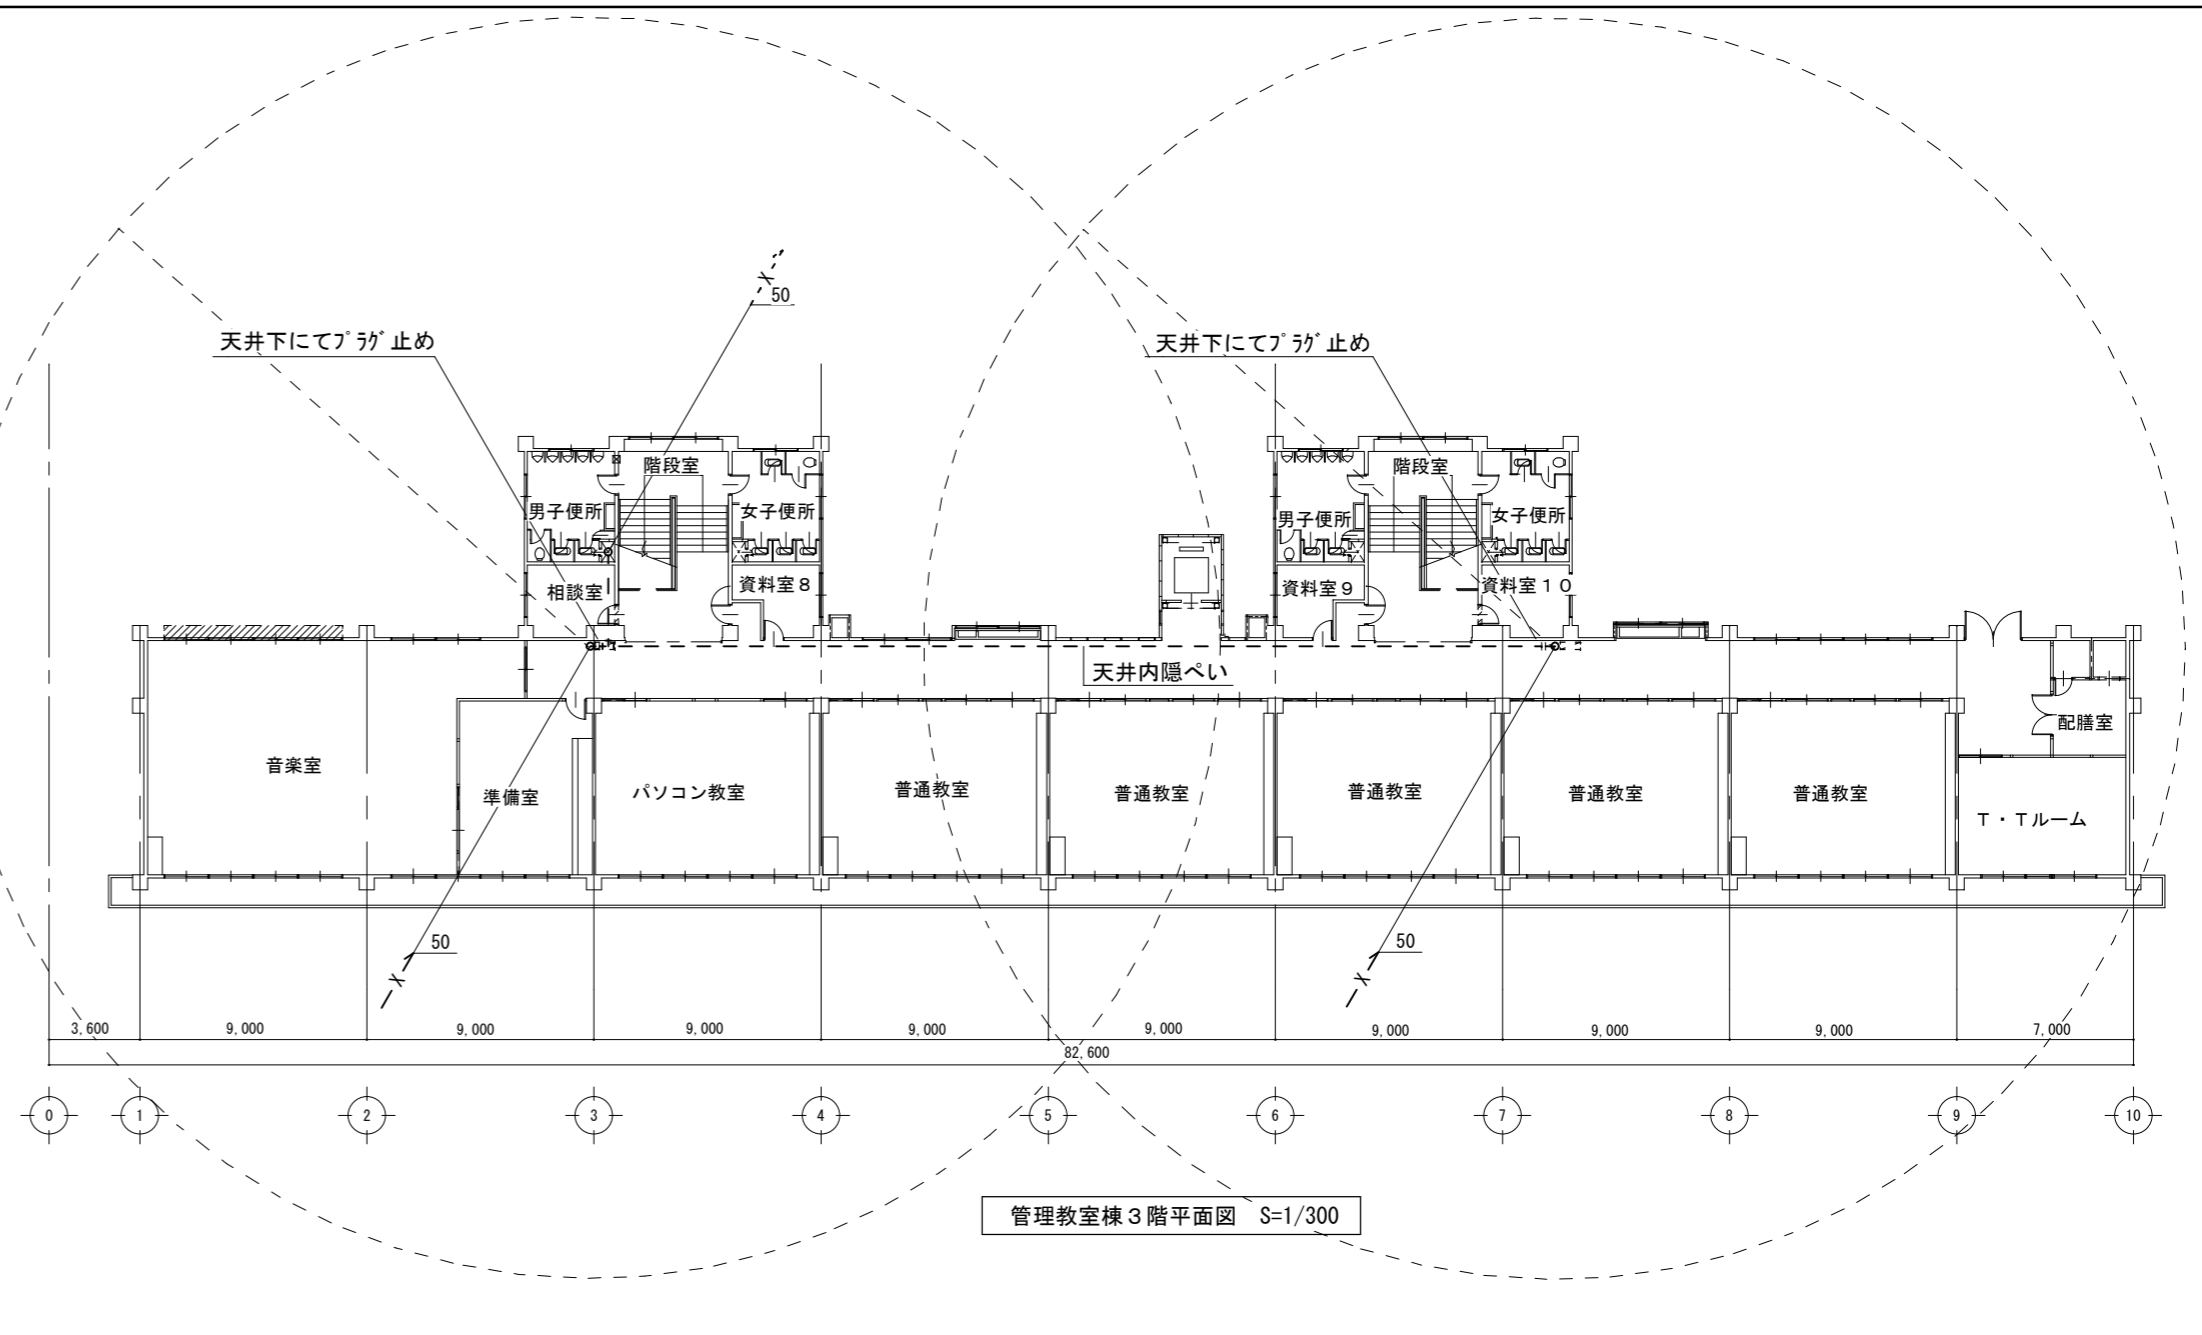 50
天井下にてﾌﾟﾗｸﾞ止め
天井下にてﾌﾟﾗｸﾞ止め
階段室
階段室
男子便所
女子便所
男子便所
女子便所
相談室
資料室8
資料室9
資料室10
天井内隠ぺい
配膳室
音楽室
準備室
パソコン教室
普通教室
普通教室
普通教室
普通教室
普通教室
T・Tルーム
50
50
3,600
9,000
9,000
9,000
9,000
9,000
9,000
9,000
9,000
7,000
82,600
0
1
2
3
4
5
6
7
8
9
10
管理教室棟3階平面図 S=1/300